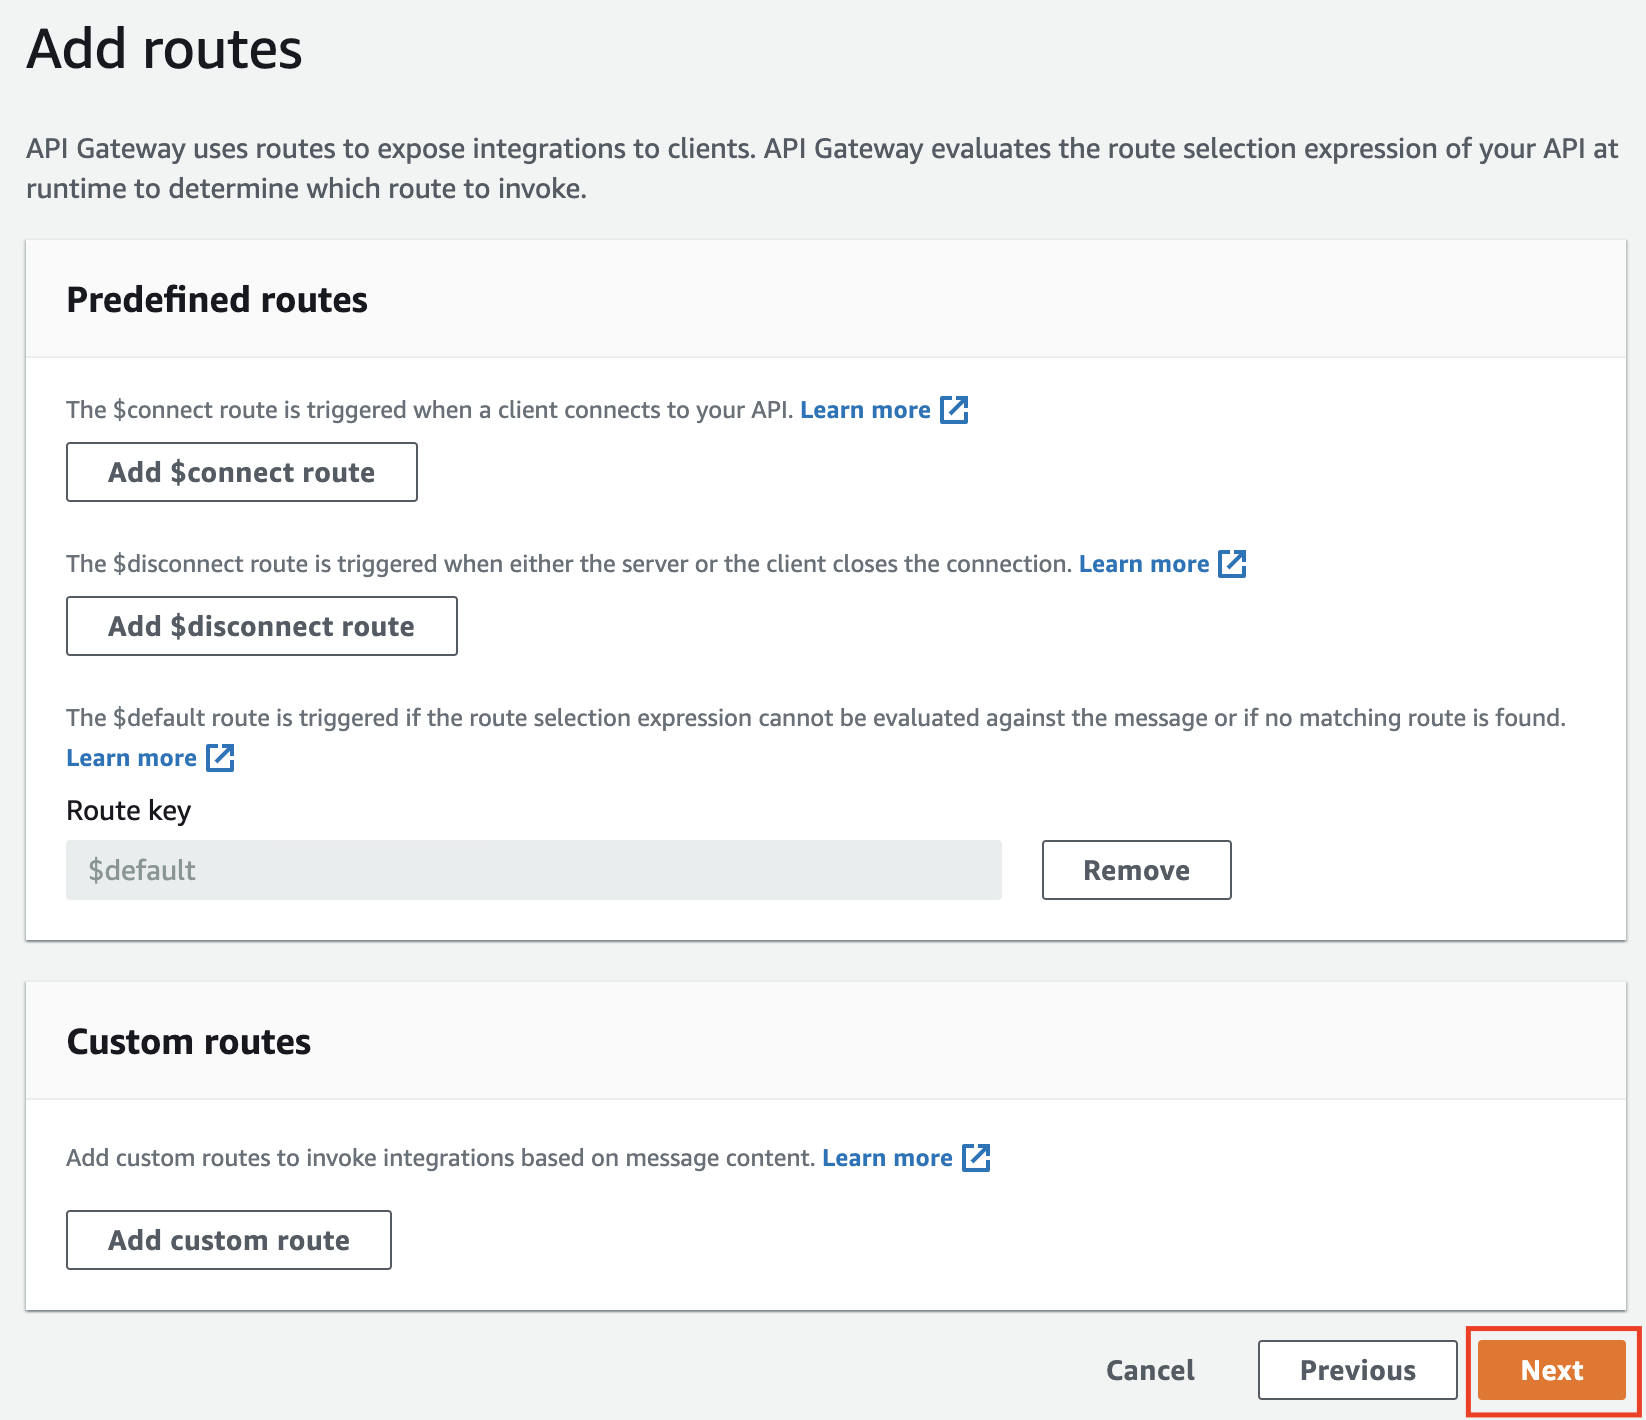 Add routes
API Gateway uses routes to expose integrations to clients. API Gateway evaluates the route selection expression of your API at
runtime to determine which route to invoke.
Predefined routes
The $connect route is triggered when a client connects to your API. Learn more
Add $connect route
The $disconnect route is triggered when either the server or the client closes the connection. Learn more
Add $disconnect route
The $default route is triggered if the route selection expression cannot be evaluated against the message or if no matching route is found.
Learn more
Route key
$default
Remove
Custom routes
Add custom routes to invoke integrations based on message content. Learn more
Add custom route
Cancel
Previous
Next